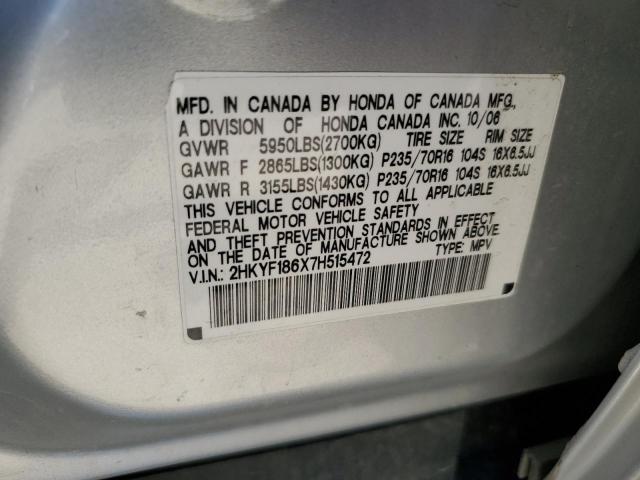 MFD. IN CANADA BY HONDA OF CANADA MFG.,
A DIVISION OF HONDA CANADA INC. 10/06
GVWR 5950LBS(2700KG) TIRE SIZE RIM SIZE
GAWR F 2865LBS(1300KG) P235/70R16 104S 16X6.5JJ
GAWR R 3155LBS(1430KG) P235/70R16 104S 16X6.5JJ
THIS VEHICLE CONFORMS TO ALL APPLICABLE
FEDERAL MOTOR VEHICLE SAFETY
AND THEFT PREVENTION STANDARDS IN EFFECT
ON THE DATE OF MANUFACTURE SHOWN ABOVE.
V.I.N.: 2HKYF186X7H515472 TYPE: MPV